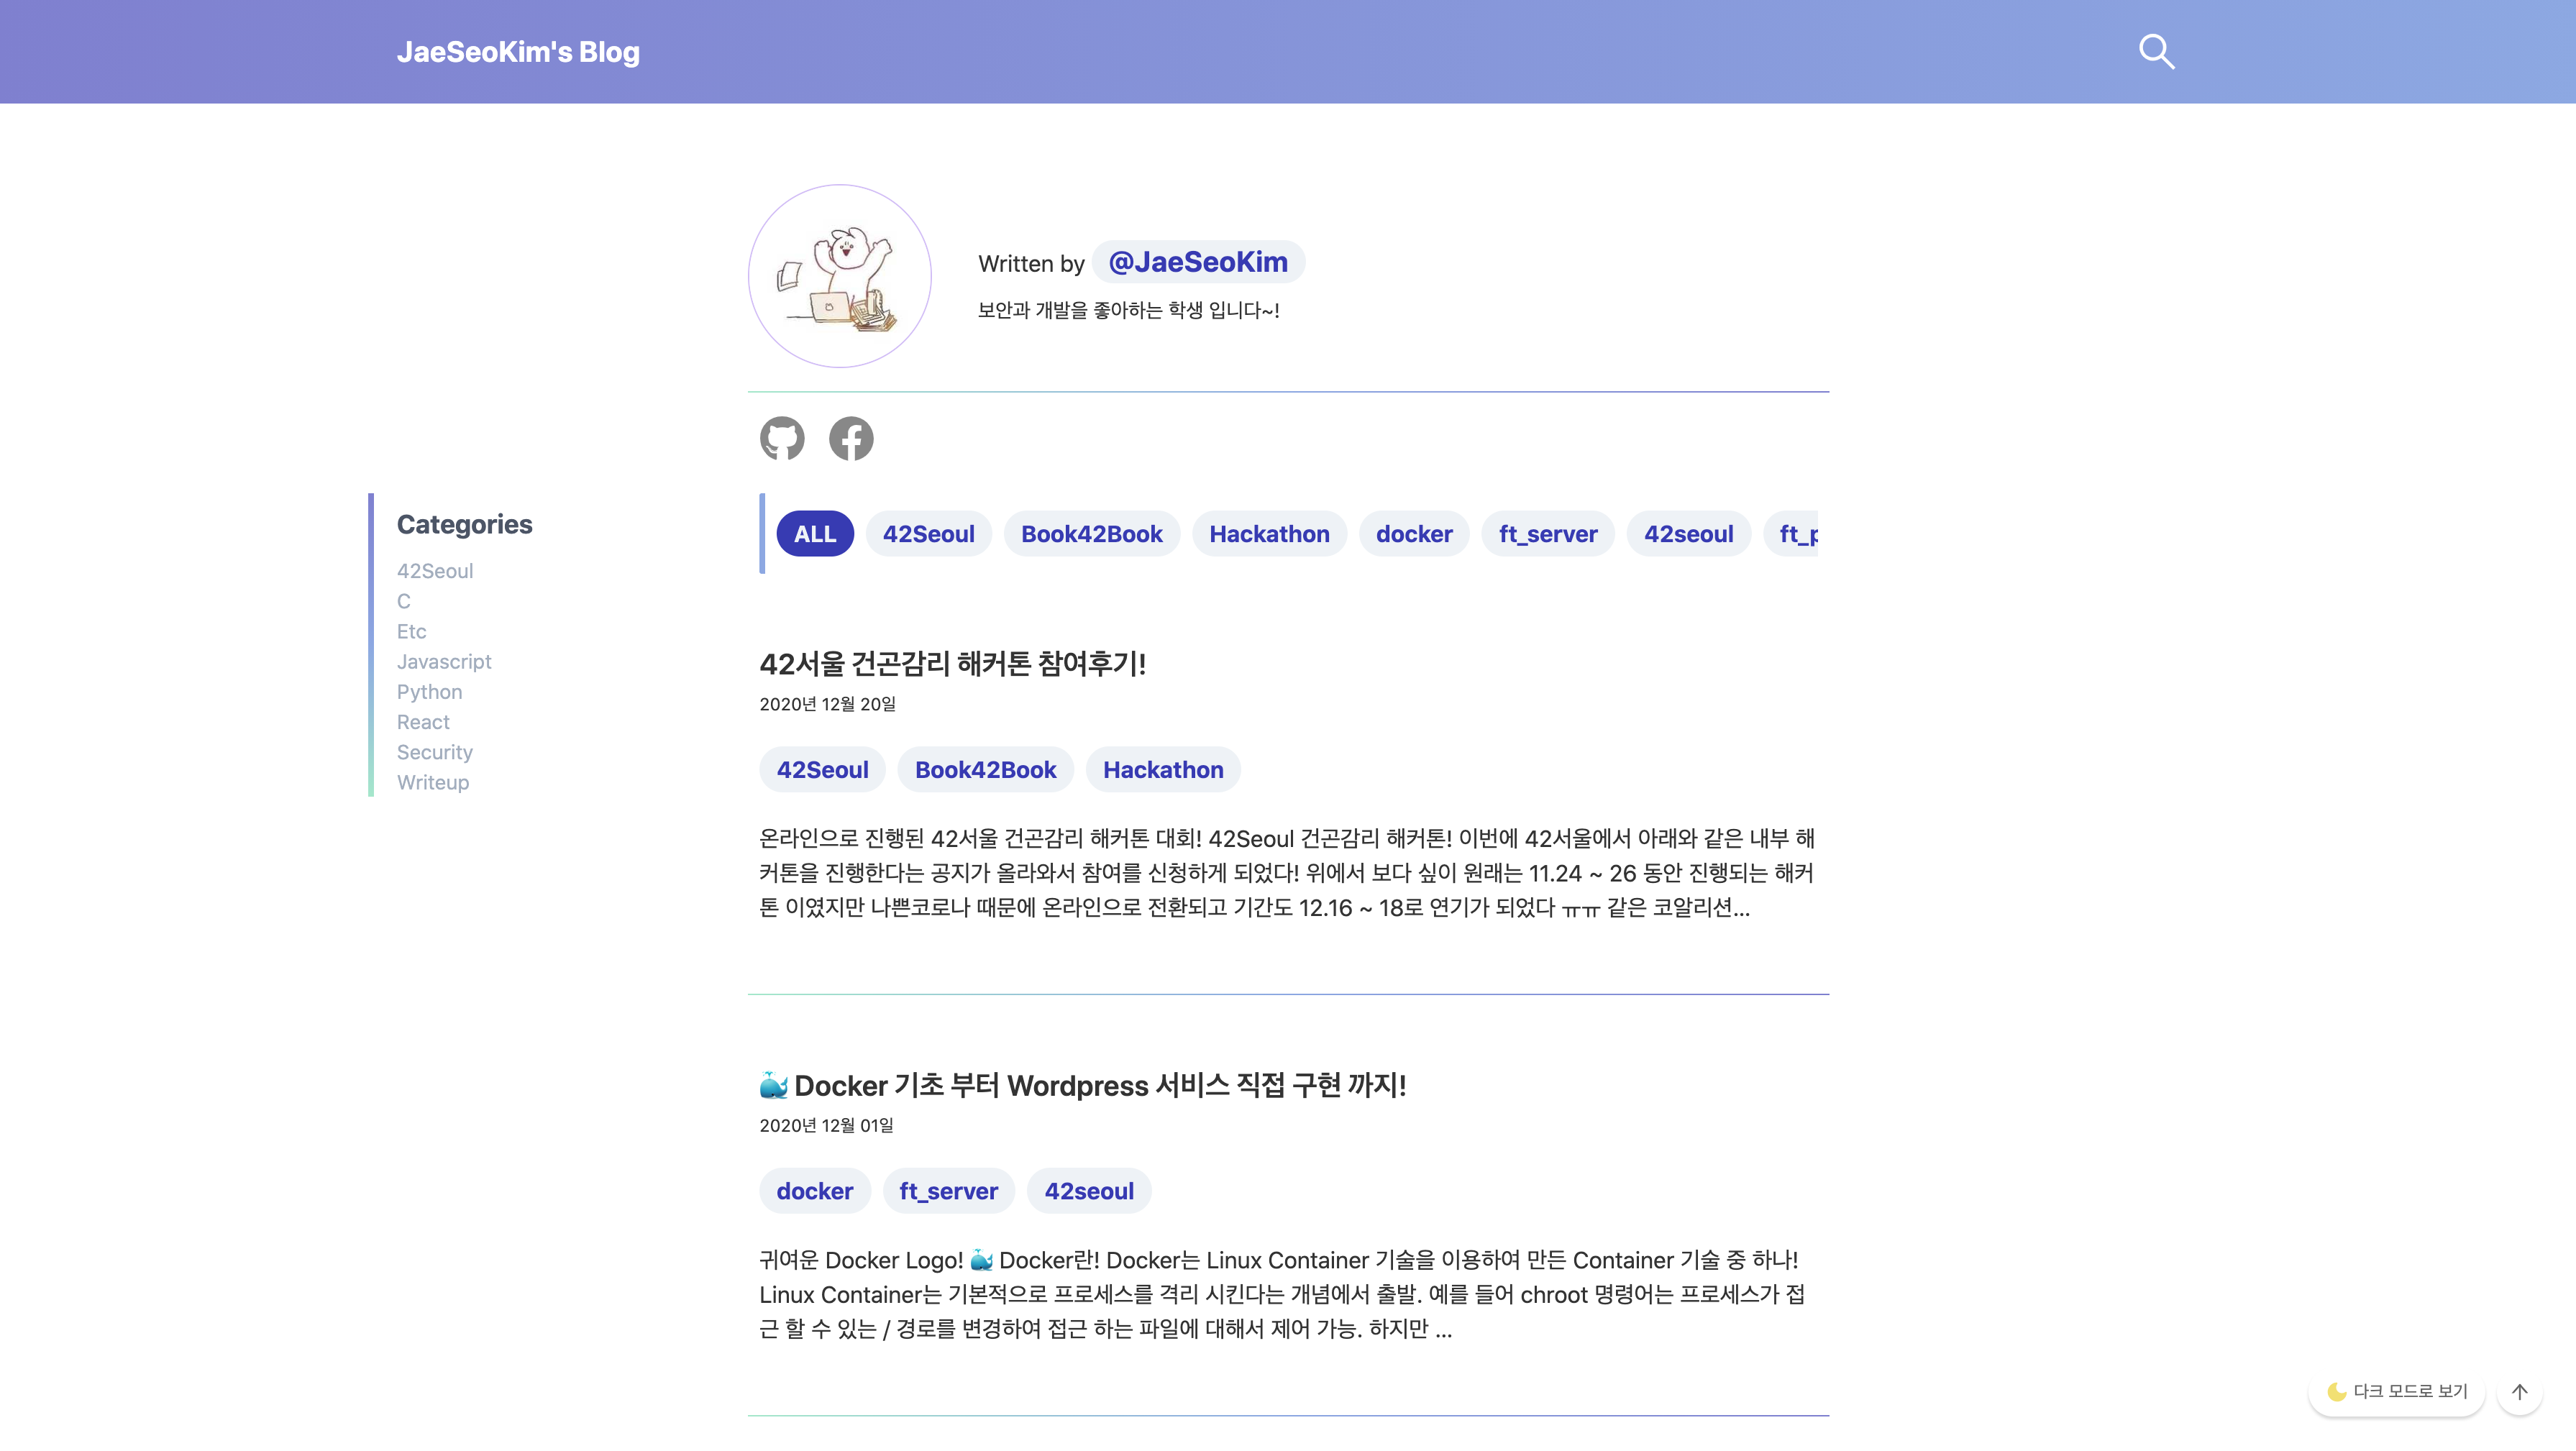 JaeSeoKim's Blog
Written by @JaeSeoKim
보안과 개발을 좋아하는 학생 입니다~!
Categories
42Seoul
C
Etc
Javascript
Python
React
Security
Writeup
ALL 42Seoul Book42Book Hackathon docker ft_server 42seoul
42서울 건곤감리 해커톤 참여후기!
2020년 12월 20일
42Seoul Book42Book Hackathon
온라인으로 진행된 42서울 건곤감리 해커톤 대회! 42Seoul 건곤감리 해커톤! 이번에 42서울에서 아래와 같은 내부 해
커톤을 진행한다는 공지가 올라와서 참여를 신청하게 되었다! 위에서 보다 싶이 원래는 11.24 ~ 26 동안 진행되는 해커
톤 이였지만 나쁜코로나 때문에 온라인으로 전환되고 기간도 12.16 ~ 18로 연기가 되었다 ㅠㅠ 같은 코알리션...
🐳 Docker 기초 부터 Wordpress 서비스 직접 구현 까지!
2020년 12월 01일
docker ft_server 42seoul
귀여운 Docker Logo! 🐳 Docker란! Docker는 Linux Container 기술을 이용하여 만든 Container 기술 중 하나!
Linux Container는 기본적으로 프로세스를 격리 시킨다는 개념에서 출발. 예를 들어 chroot 명령어는 프로세스가 접
근 할 수 있는 / 경로를 변경하여 접근 하는 파일에 대해서 제어 가능. 하지만 ...
다크 모드로 보기